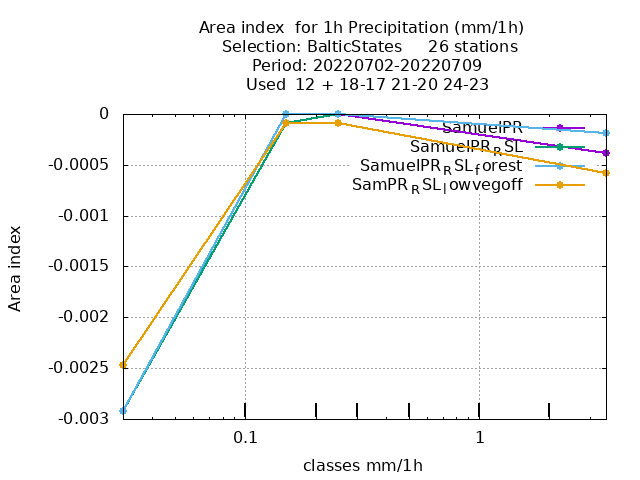 Area index  for 1h Precipitation (mm/1h)
Selection: BalticStates     26 stations
Period: 20220702-20220709
Used  12 + 18-17 21-20 24-23
0
-0.0005
-0.001
-0.0015
-0.002
-0.0025
-0.003
Area index
SamuelPR
SamuelPR_RSL
SamuelPR_RSL_forest
SamPR_RSL_lowvegoff
0.1
1
classes mm/1h